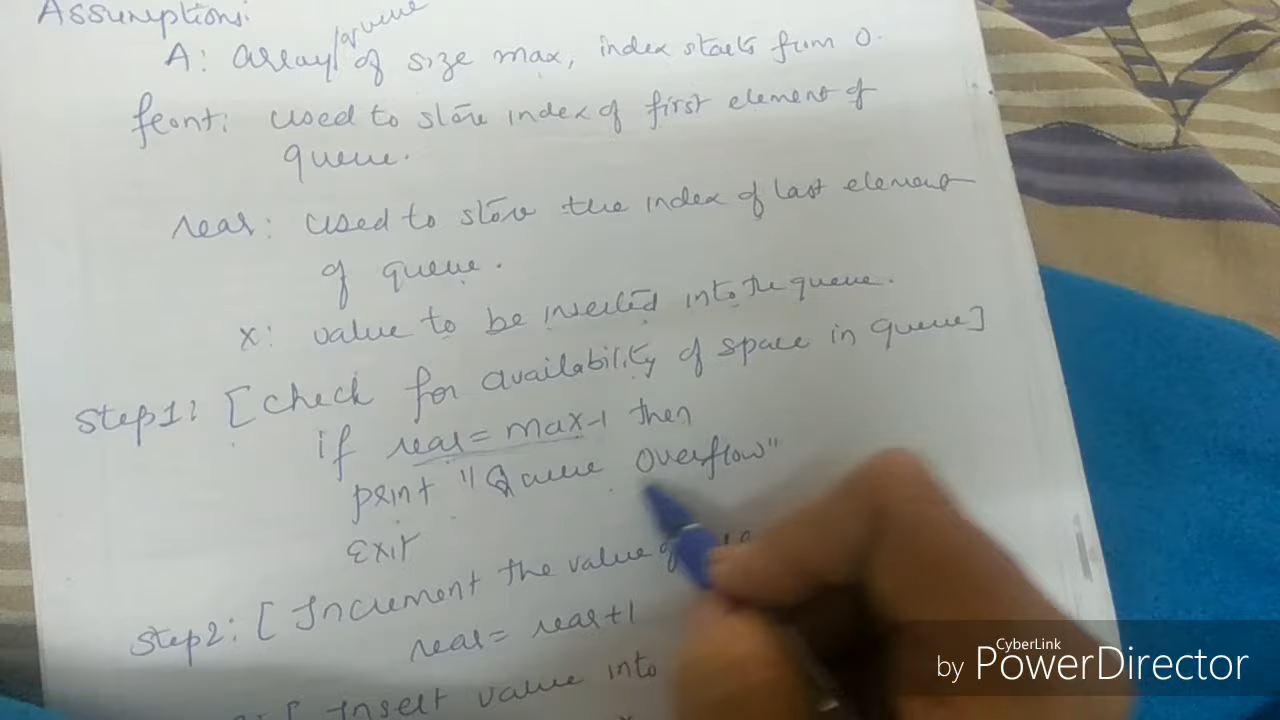 Assumptions:
A: array/queue of size max, index starts from 0.
front: used to store index of first element of
queue.
rear: used to store the index of last element
of queue.
x: value to be inserted into the queue.
Step1: [check for availability of space in queue]
if rear = max-1 then
print "Queue Overflow"
Exit
Step2: [Increment the value of
rear = rear+1
[Insert value into
CyberLink
by PowerDirector